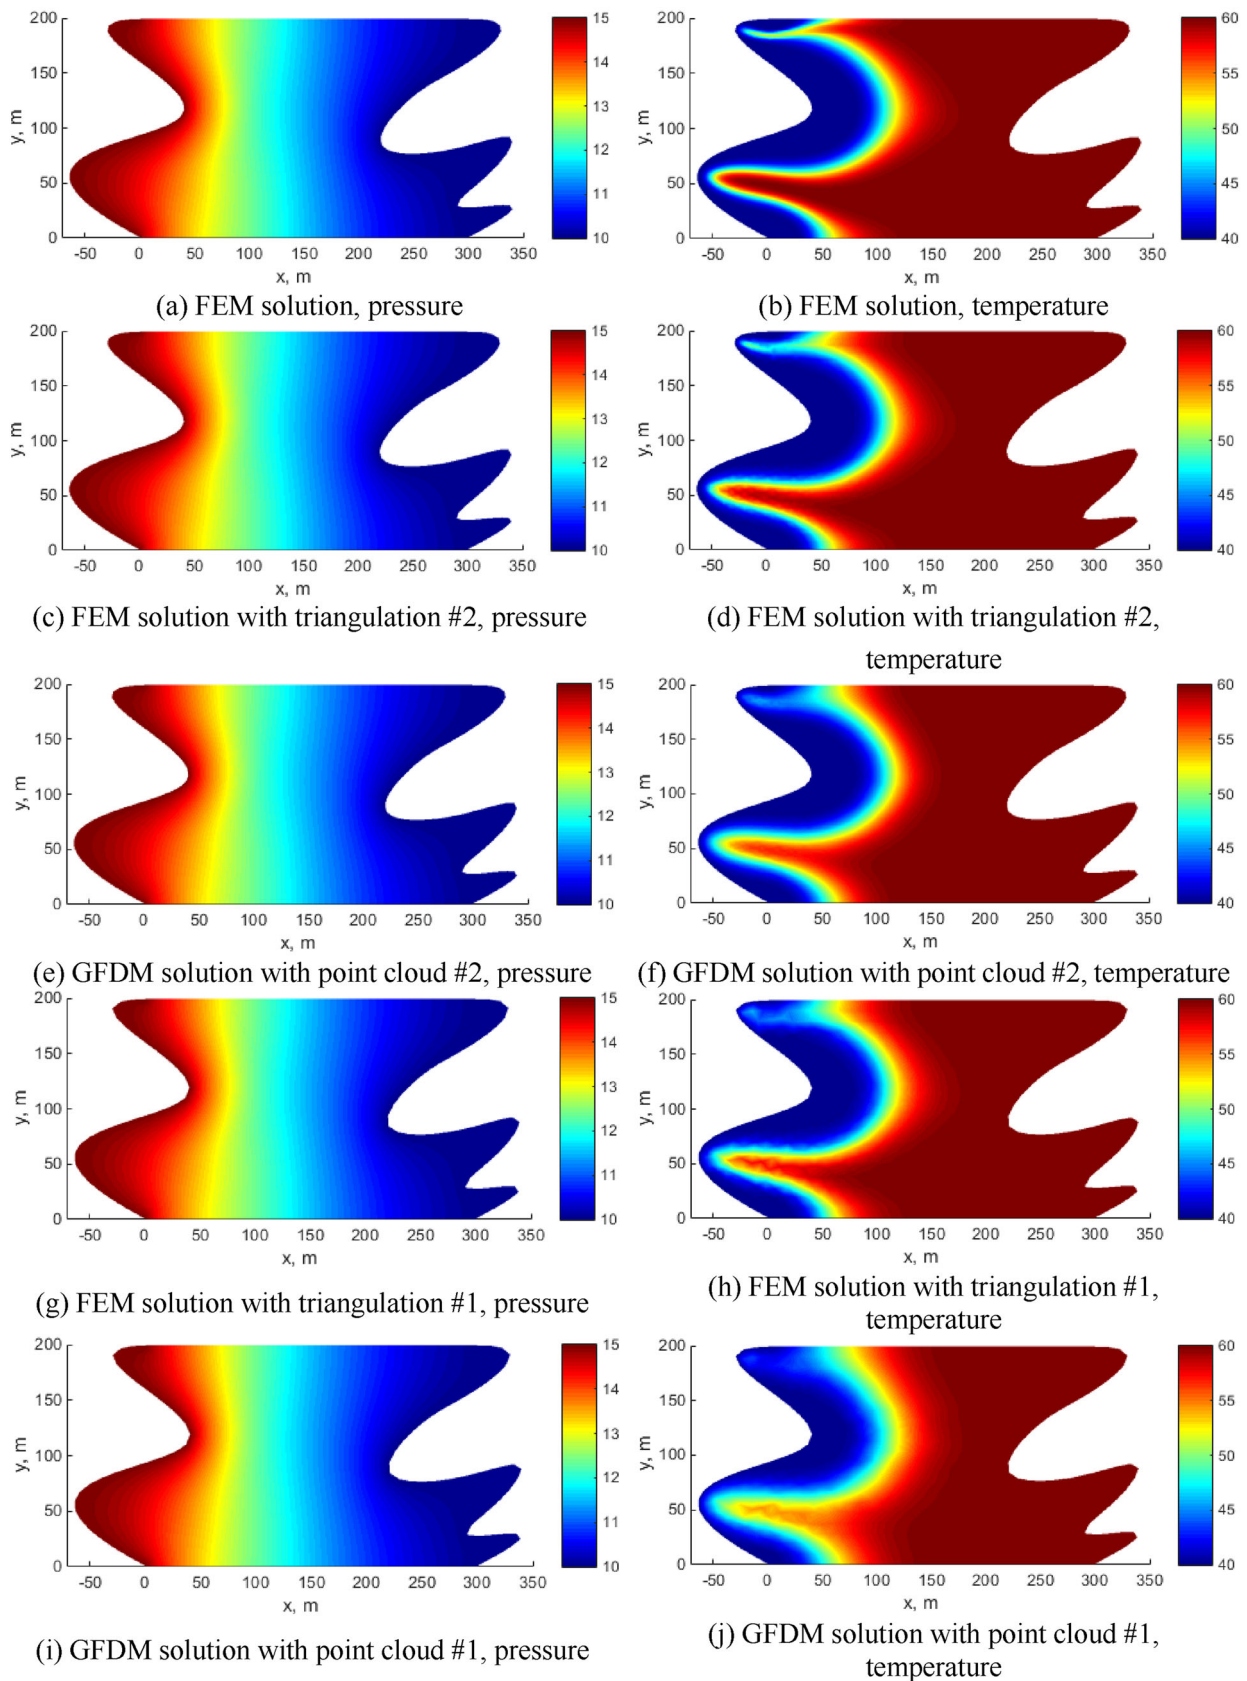 200
150
100
50
0
y, m
-50 0 50 100 150 200 250 300 350
x, m
15
14
13
12
11
10
(a) FEM solution, pressure
200
150
100
50
0
y, m
-50 0 50 100 150 200 250 300 350
x, m
60
55
50
45
40
(b) FEM solution, temperature
200
150
100
50
0
y, m
-50 0 50 100 150 200 250 300 350
x, m
15
14
13
12
11
10
(c) FEM solution with triangulation #2, pressure
200
150
100
50
0
y, m
-50 0 50 100 150 200 250 300 350
x, m
60
55
50
45
40
(d) FEM solution with triangulation #2,
temperature
200
150
100
50
0
y, m
-50 0 50 100 150 200 250 300 350
x, m
15
14
13
12
11
10
(e) GFDM solution with point cloud #2, pressure
200
150
100
50
0
y, m
-50 0 50 100 150 200 250 300 350
x, m
60
55
50
45
40
(f) GFDM solution with point cloud #2, temperature
200
150
100
50
0
y, m
-50 0 50 100 150 200 250 300 350
x, m
15
14
13
12
11
10
(g) FEM solution with triangulation #1, pressure
200
150
100
50
0
y, m
-50 0 50 100 150 200 250 300 350
x, m
60
55
50
45
40
(h) FEM solution with triangulation #1,
temperature
200
150
100
50
0
y, m
-50 0 50 100 150 200 250 300 350
x, m
15
14
13
12
11
10
(i) GFDM solution with point cloud #1, pressure
200
150
100
50
0
y, m
-50 0 50 100 150 200 250 300 350
x, m
60
55
50
45
40
(j) GFDM solution with point cloud #1,
temperature